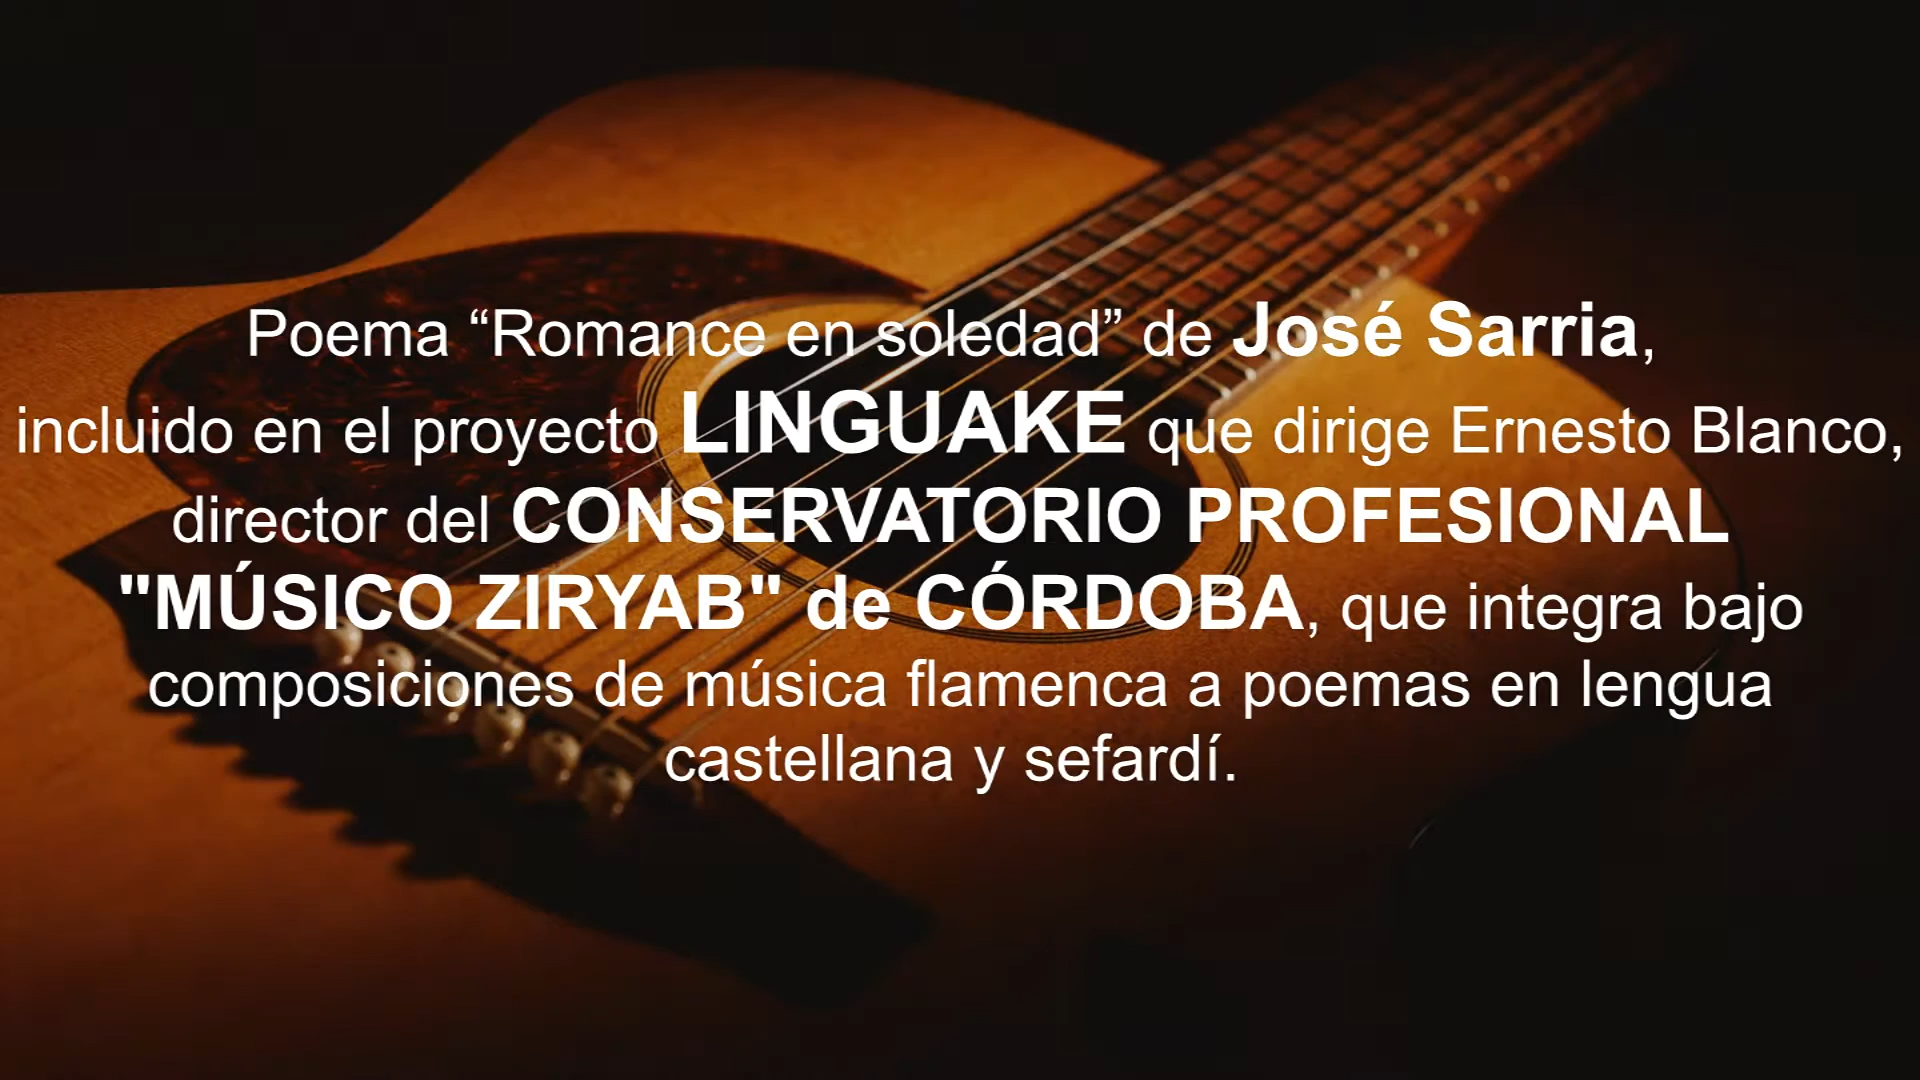 Poema “Romance en soledad” de José Sarria,
incluido en el proyecto LINGUAKE que dirige Ernesto Blanco,
director del CONSERVATORIO PROFESIONAL
"MÚSICO ZIRYAB" de CÓRDOBA, que integra bajo
composiciones de música flamenca a poemas en lengua
castellana y sefardí.